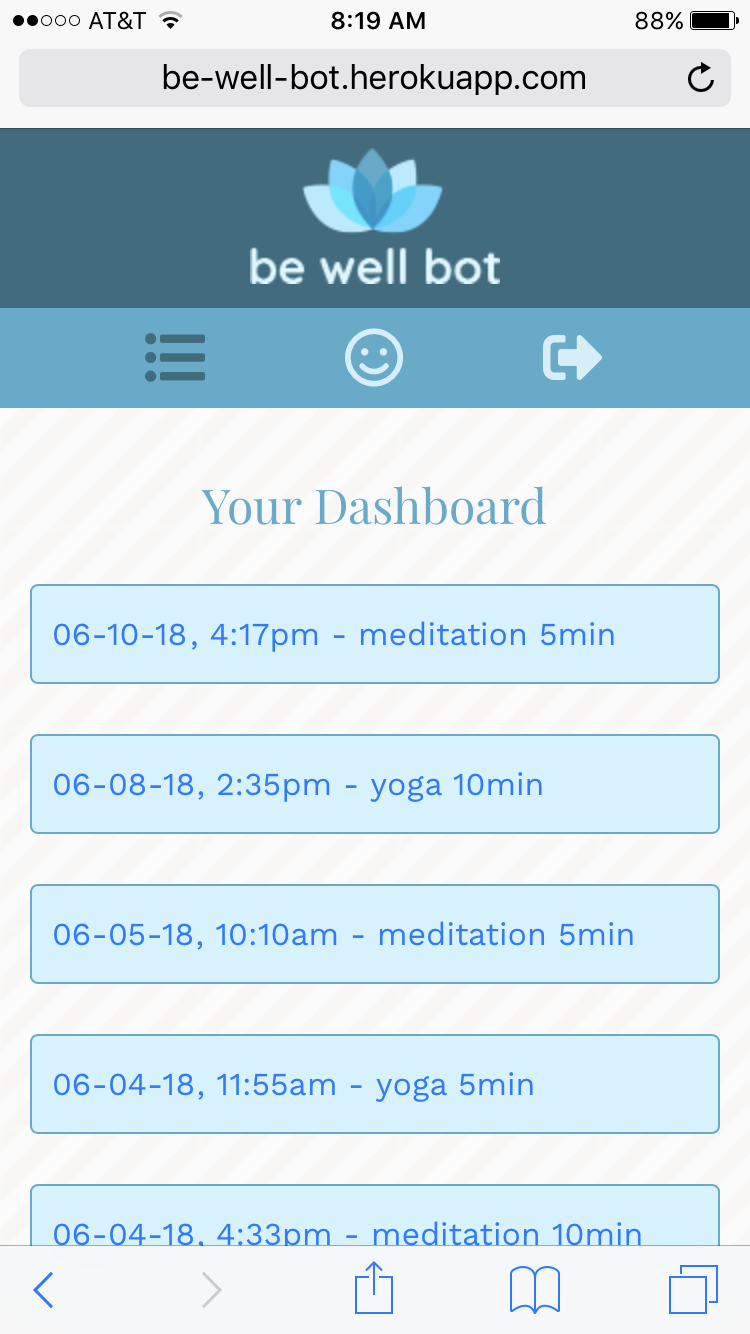 AT&T 8:19 AM 88%
be-well-bot.herokuapp.com
be well bot
Your Dashboard
06-10-18, 4:17pm - meditation 5min
06-08-18, 2:35pm - yoga 10min
06-05-18, 10:10am - meditation 5min
06-04-18, 11:55am - yoga 5min
06-04-18, 4:33pm - meditation 10min